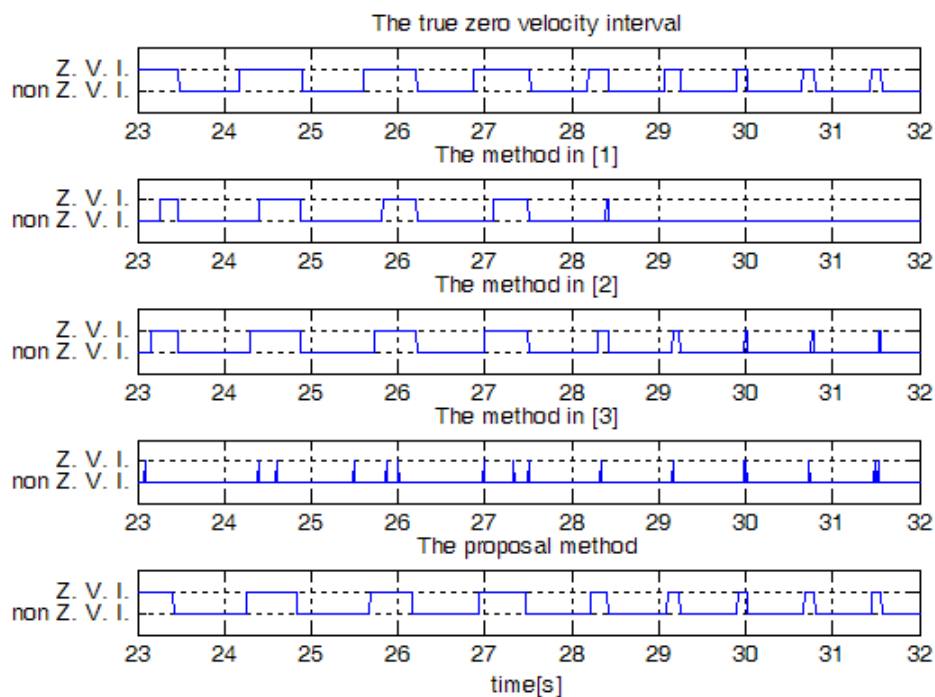 The true zero velocity interval
Z. V. I.
non Z. V. I.
23 24 25 26 27 28 29 30 31 32
The method in [1]
Z. V. I.
non Z. V. I.
23 24 25 26 27 28 29 30 31 32
The method in [2]
Z. V. I.
non Z. V. I.
23 24 25 26 27 28 29 30 31 32
The method in [3]
Z. V. I.
non Z. V. I.
23 24 25 26 27 28 29 30 31 32
The proposal method
Z. V. I.
non Z. V. I.
23 24 25 26 27 28 29 30 31 32
time[s]